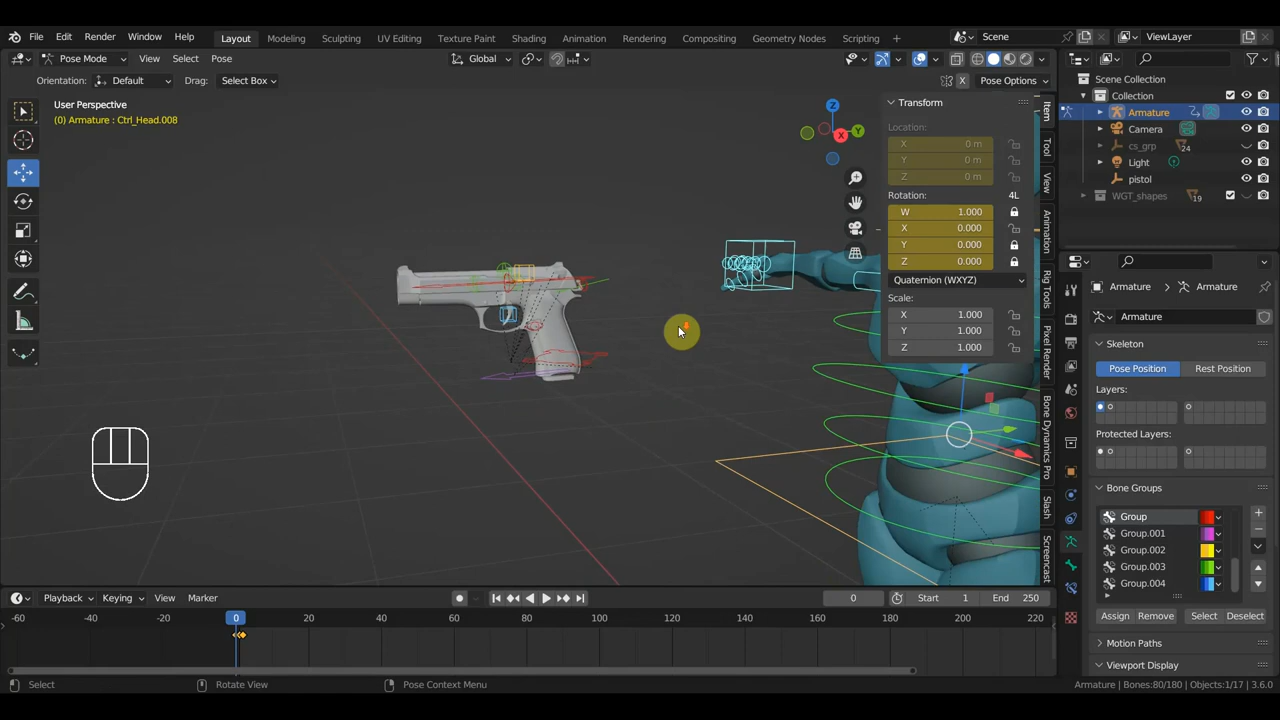 File Edit Render Window Help Layout Modeling Sculpting UV Editing Texture Paint Shading Animation Rendering Compositing Geometry Nodes Scripting + Scene ViewLayer
Pose Mode View Select Pose Global
Orientation: Default Drag: Select Box X Pose Options
User Perspective
(0) Armature : Ctrl_Head.008
Z
Y
X
Transform
Location:
X 0 m
Y 0 m
Z 0 m
Rotation: 4L
W 1.000
X 0.000
Y 0.000
Z 0.000
Quaternion (WXYZ)
Scale:
X 1.000
Y 1.000
Z 1.000
Item
Tool
View
Animation
Rig Tools
Pixel Render
Bone Dynamics Pro
Slash
Screencast
Scene Collection
Collection
Armature
Camera
cs_grp 24
Light
pistol
WGT_shapes 19
Armature Armature
Armature
Skeleton
Pose Position Rest Position
Layers:
Protected Layers:
Bone Groups
Group
Group.001
Group.002
Group.003
Group.004
Assign Remove Select Deselect
Motion Paths
Viewport Display
Playback Keying View Marker 0 Start 1 End 250
-60 -40 -20 0 20 40 60 80 100 120 140 160 180 200 220
Select Rotate View Pose Context Menu Armature | Bones:80/180 | Objects:1/17 | 3.6.0